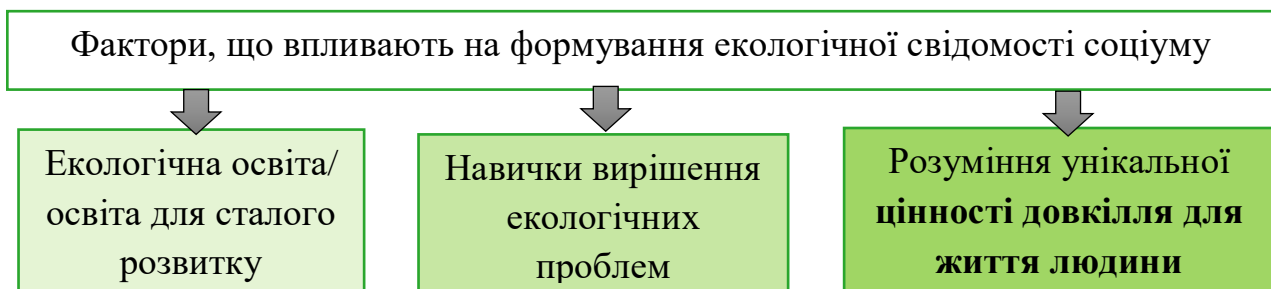 Фактори, що впливають на формування екологічної свідомості соціуму
Екологічна освіта/
освіта для сталого
розвитку
Навички вирішення
екологічних
проблем
Розуміння унікальної
цінності довкілля для
життя людини